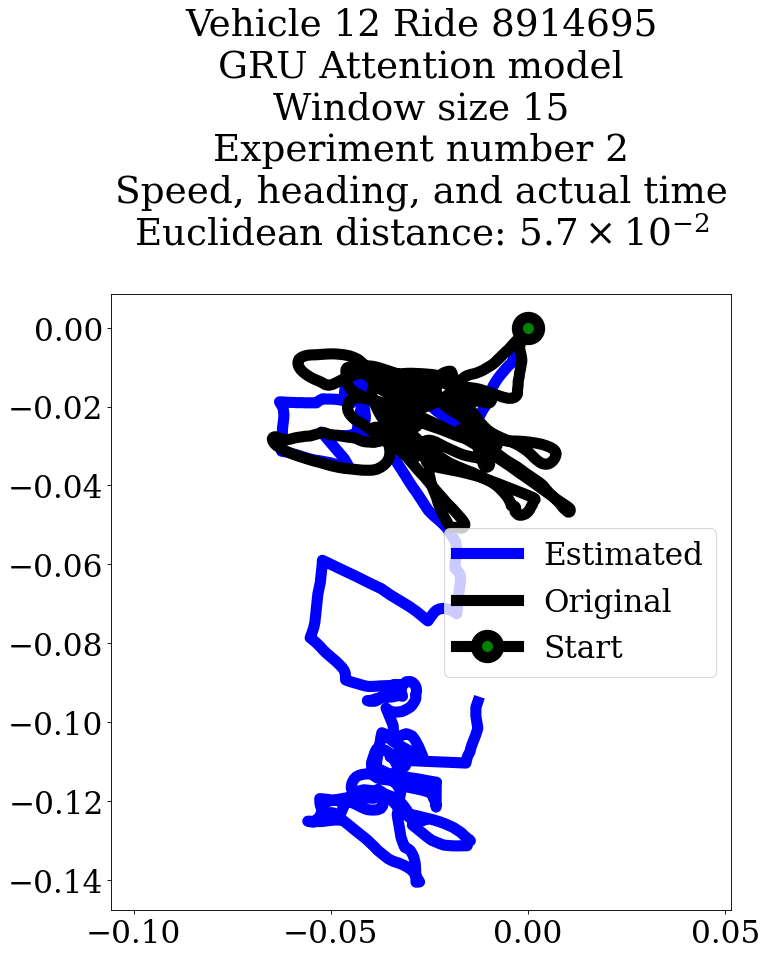 Vehicle 12 Ride 8914695
GRU Attention model
Window size 15
Experiment number 2
Speed, heading, and actual time
Euclidean distance: 5.7 × 10⁻²
0.00
−0.02
−0.04
−0.06
−0.08
−0.10
−0.12
−0.14
Estimated
Original
Start
−0.10
−0.05
0.00
0.05